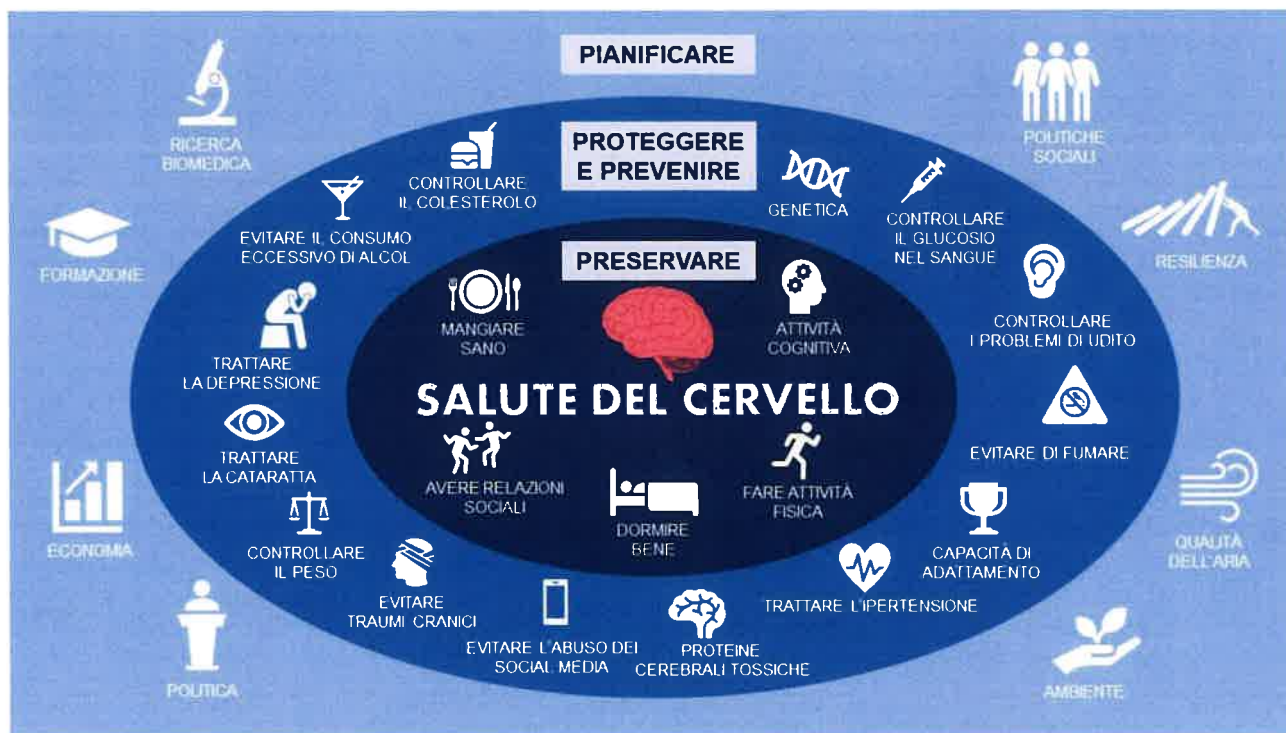 PIANIFICARE
RICERCA
BIOMEDICA
POLITICHE
SOCIALI
FORMAZIONE
RESILIENZA
ECONOMIA
QUALITÀ
DELL'ARIA
POLITICA
AMBIENTE
PROTEGGERE
E PREVENIRE
CONTROLLARE
IL COLESTEROLO
GENETICA
EVITARE IL CONSUMO
ECCESSIVO DI ALCOL
CONTROLLARE
IL GLUCOSIO
NEL SANGUE
TRATTARE
LA DEPRESSIONE
CONTROLLARE
I PROBLEMI DI UDITO
TRATTARE
LA CATARATTA
EVITARE DI FUMARE
CONTROLLARE
IL PESO
CAPACITÀ DI
ADATTAMENTO
EVITARE
TRAUMI CRANICI
TRATTARE L'IPERTENSIONE
EVITARE L'ABUSO DEI
SOCIAL MEDIA
PROTEINE
CEREBRALI TOSSICHE
PRESERVARE
MANGIARE
SANO
ATTIVITÀ
COGNITIVA
SALUTE DEL CERVELLO
AVERE RELAZIONI
SOCIALI
DORMIRE
BENE
FARE ATTIVITÀ
FISICA